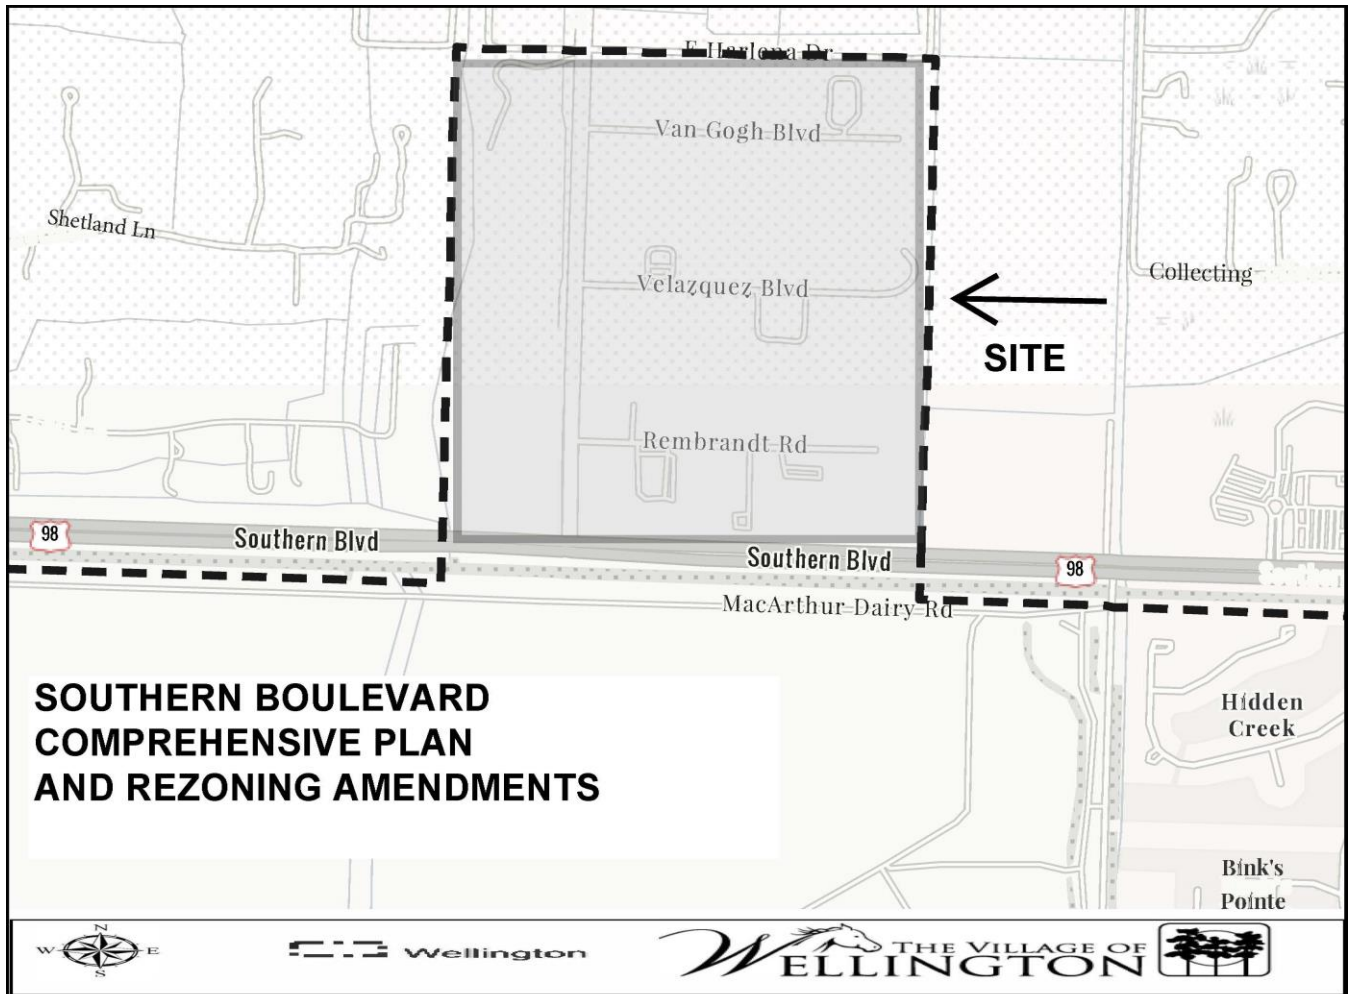 E Harlena Dr
Van Gogh Blvd
Shetland Ln
Collecting
Velazquez Blvd
SITE
Rembrandt Rd
98
Southern Blvd
Southern Blvd
98
Southern
MacArthur Dairy Rd
SOUTHERN BOULEVARD
COMPREHENSIVE PLAN
AND REZONING AMENDMENTS
Hidden
Creek
Bink's
Pointe
N
W E
S
Wellington
THE VILLAGE OF
WELLINGTON